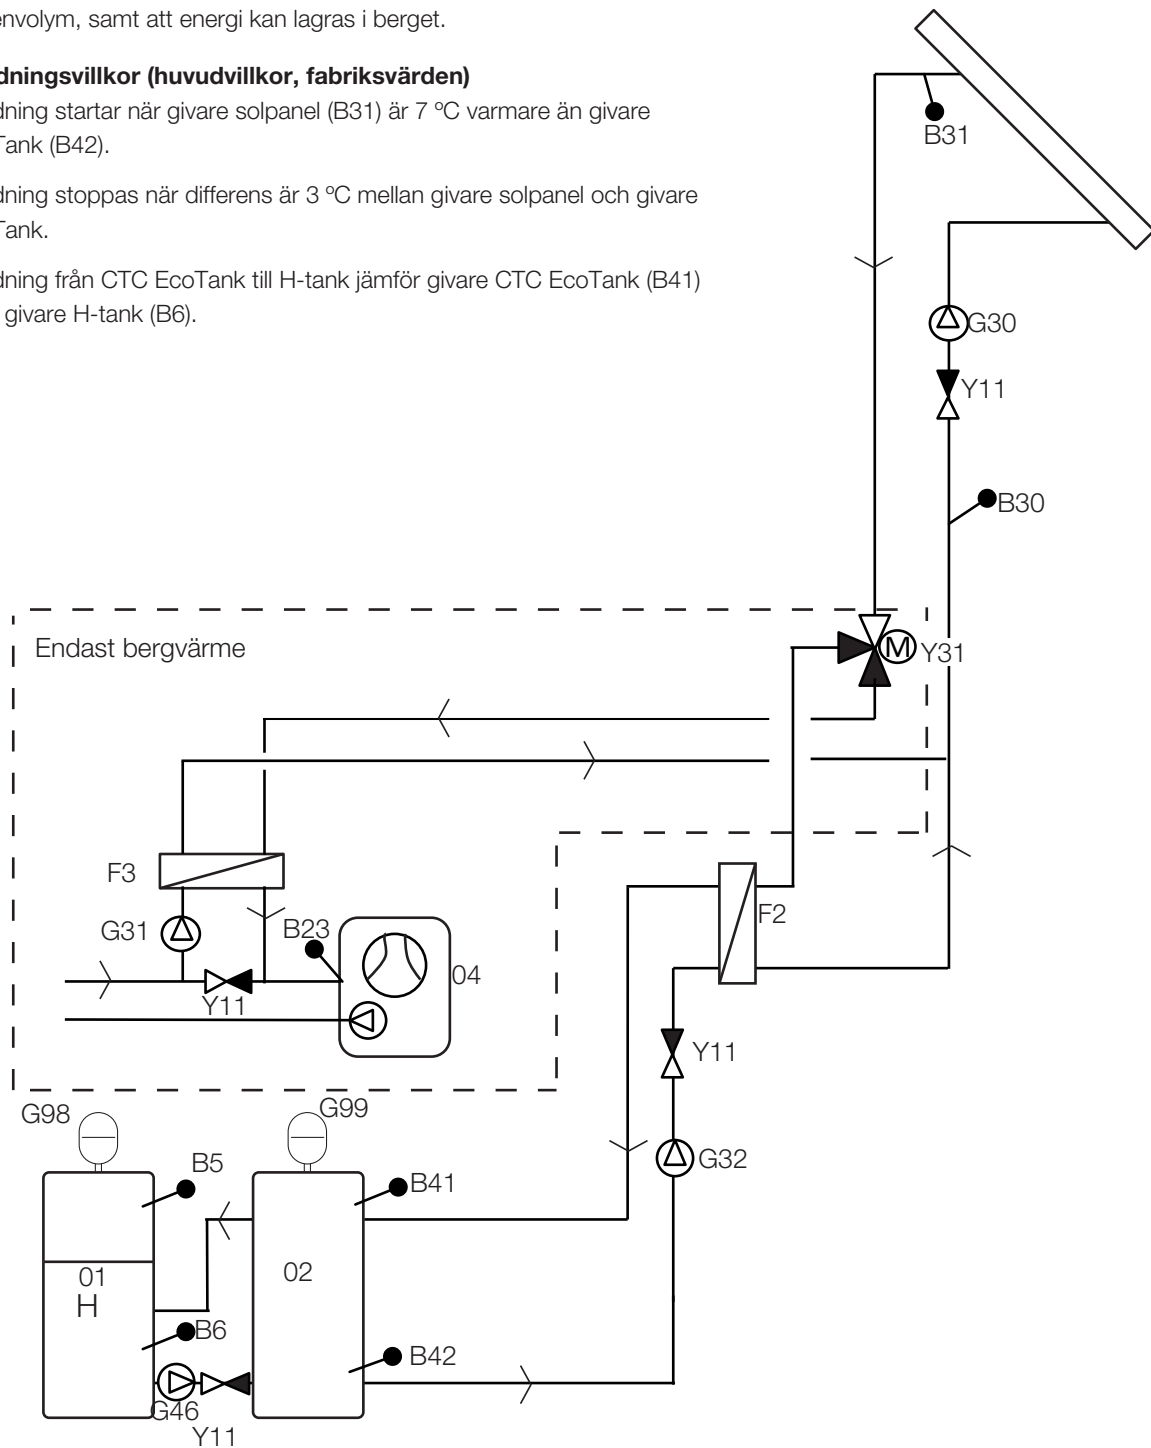 envolym, samt att energi kan lagras i berget.
dningsvillkor (huvudvillkor, fabriksvärden)
dning startar när givare solpanel (B31) är 7 ºC varmare än givare
Tank (B42).
dning stoppas när differens är 3 ºC mellan givare solpanel och givare
Tank.
dning från CTC EcoTank till H-tank jämför givare CTC EcoTank (B41)
givare H-tank (B6).
B31
G30
Y11
B30
Endast bergvärme
M
Y31
F3
F2
G31
B23
04
Y11
Y11
G98
G99
G32
B5
B41
01
H
02
B6
B42
G46
Y11